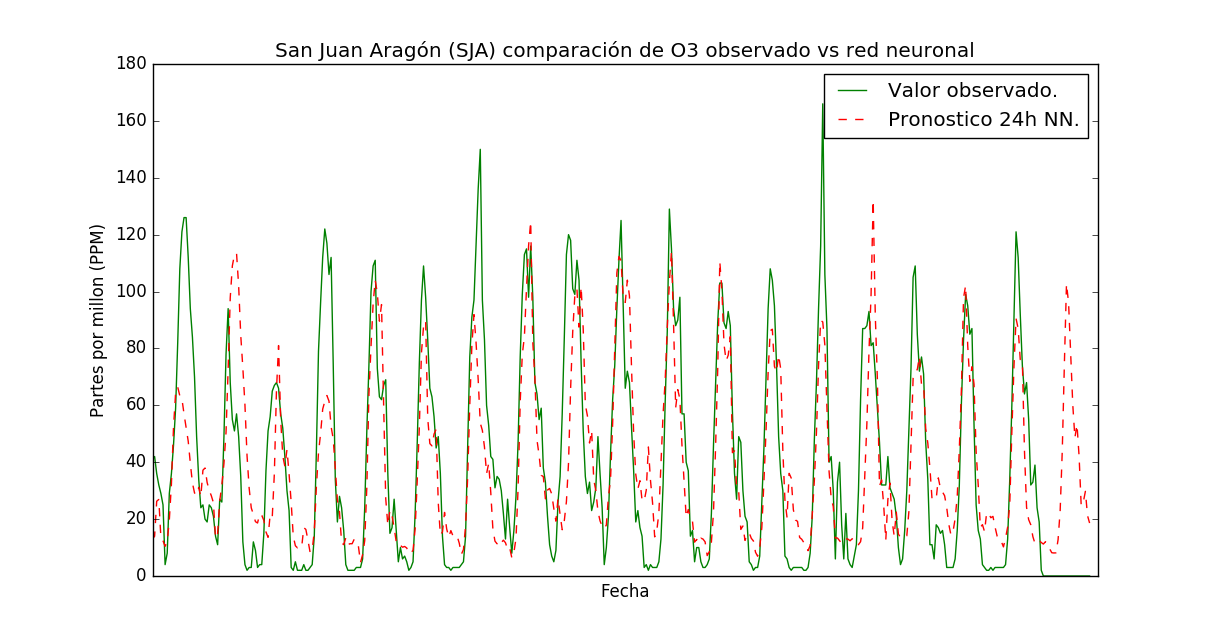 San Juan Aragón (SJA) comparación de O3 observado vs red neuronal
180
160
140
120
100
80
60
40
20
0
Partes por millon (PPM)
Fecha
Valor observado.
Pronostico 24h NN.